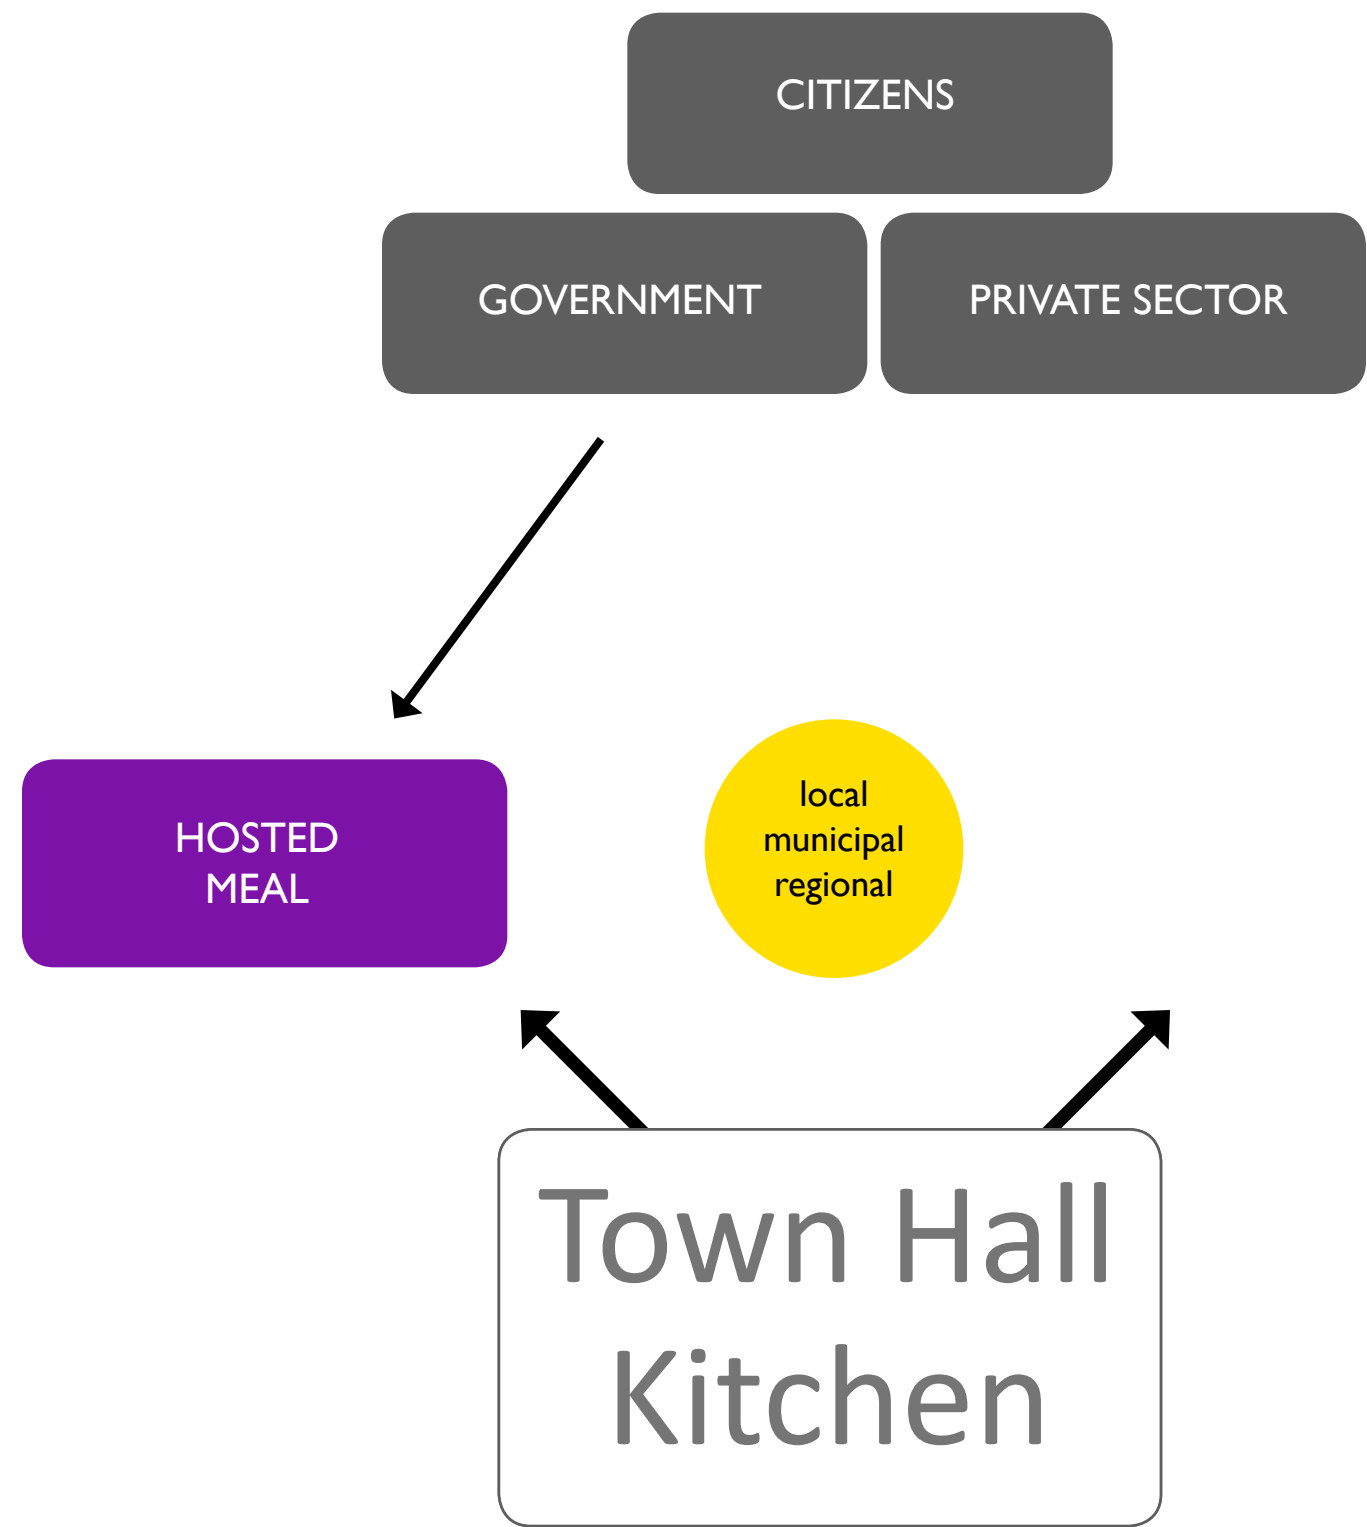 CITIZENS
GOVERNMENT
PRIVATE SECTOR
HOSTED
MEAL
local
municipal
regional
Town Hall
Kitchen